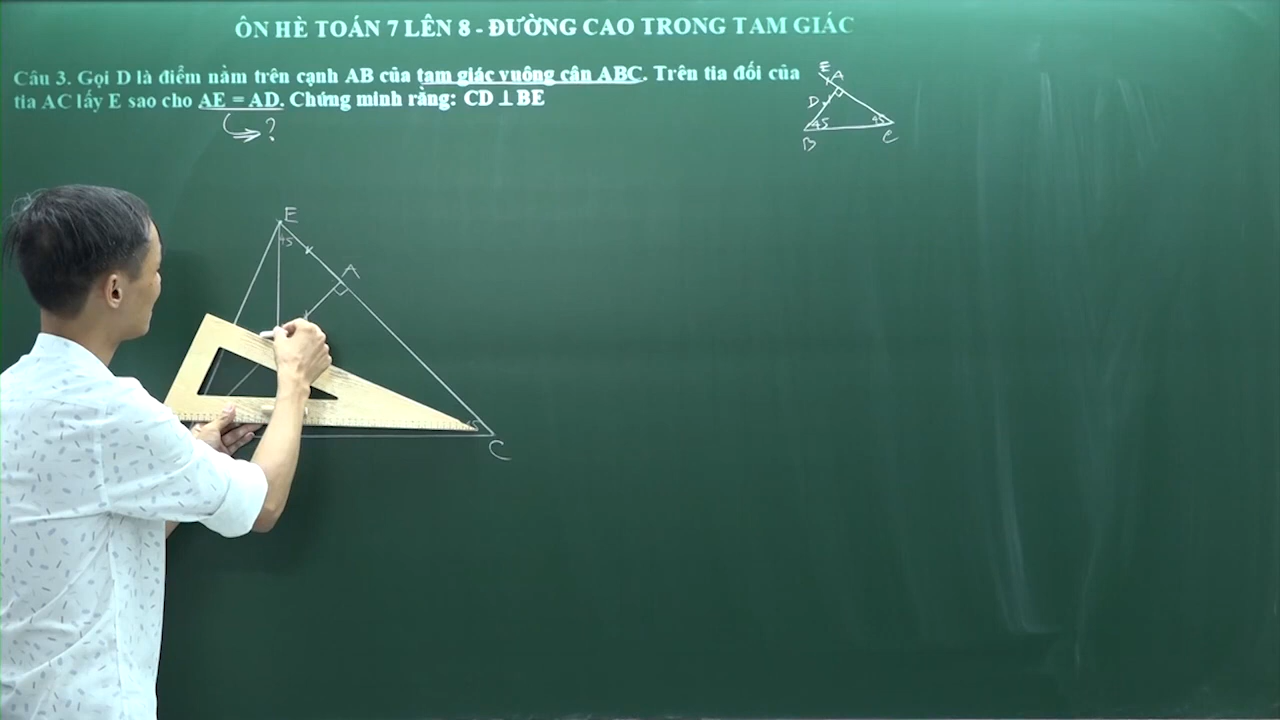 ÔN HÈ TOÁN 7 LÊN 8 - ĐƯỜNG CAO TRONG TAM GIÁC
Câu 3. Gọi D là điểm nằm trên cạnh AB của tam giác vuông cân ABC. Trên tia đối của
tia AC lấy E sao cho AE = AD. Chứng minh rằng: CD ⊥ BE
?
E
A
D
45
45
B
C
E
45
A
C